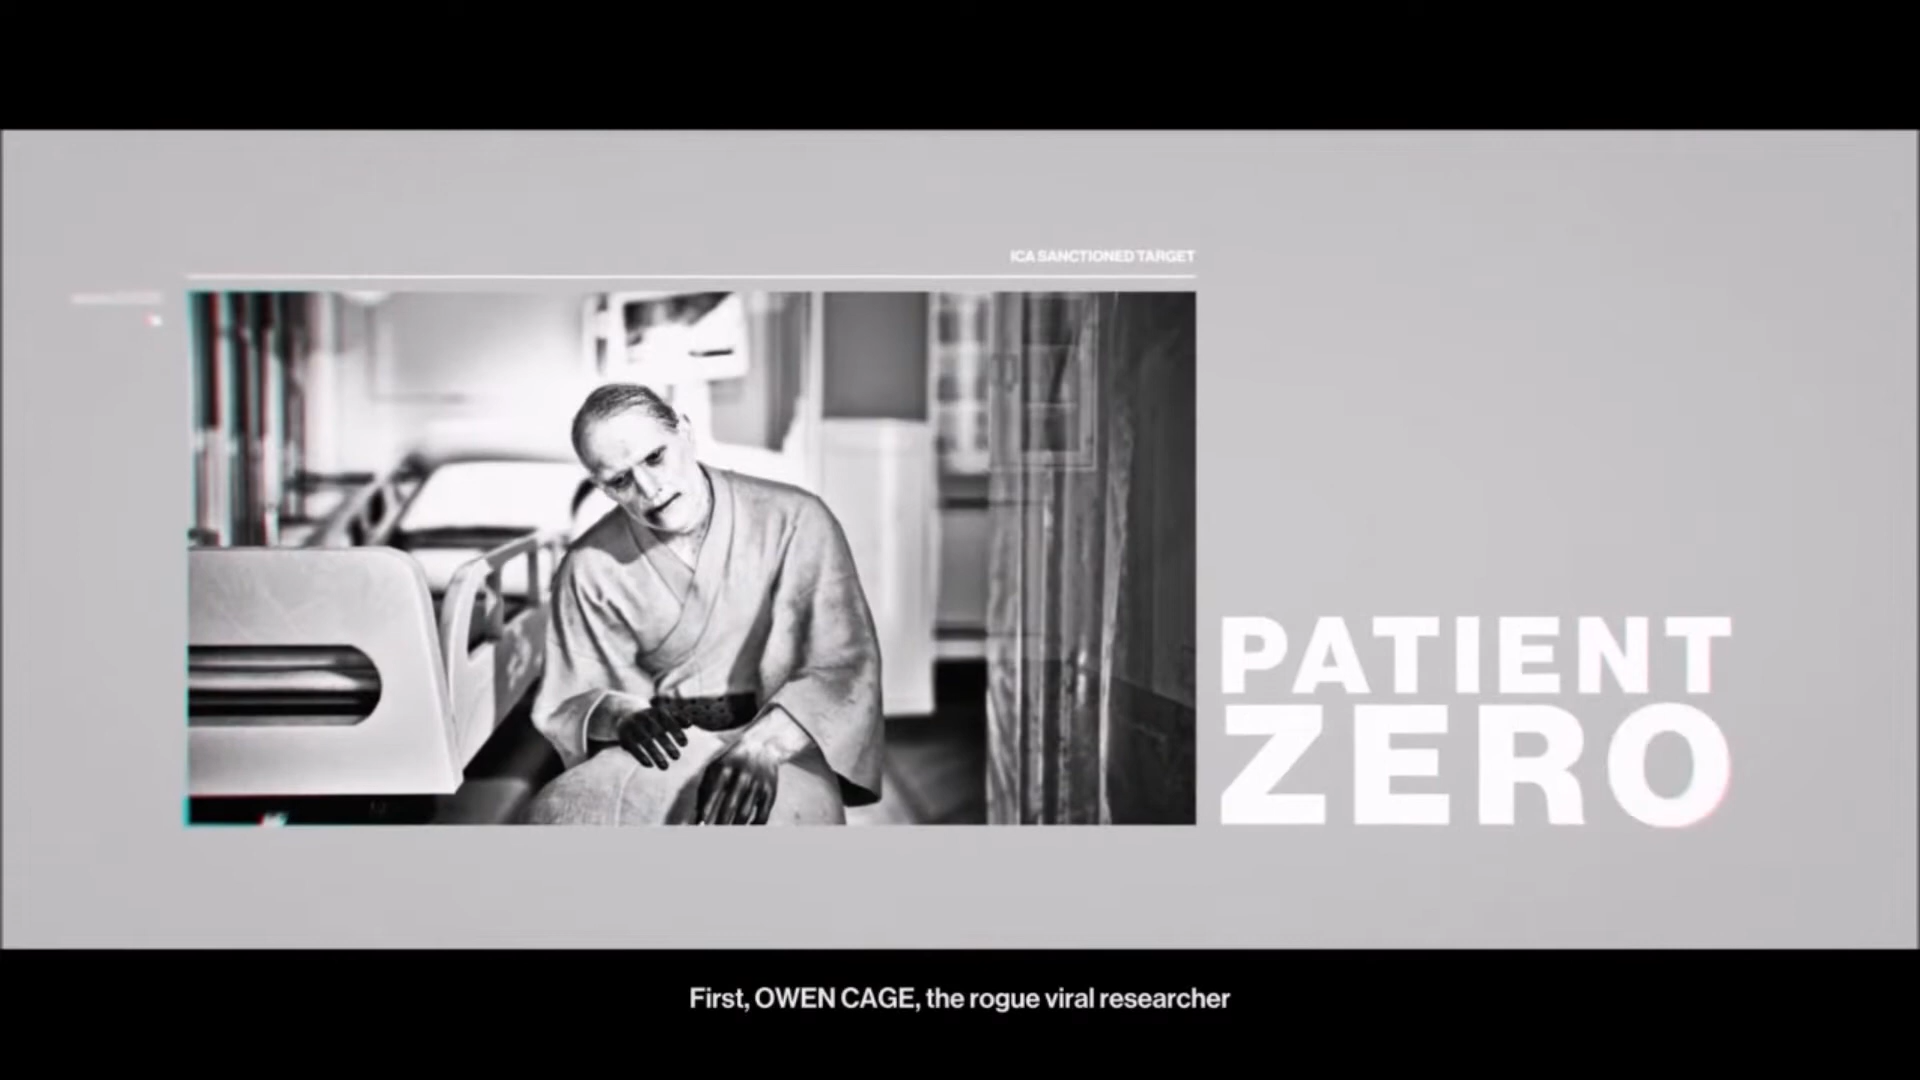 ICA SANCTIONED TARGET
PATIENT
ZERO
First, OWEN CAGE, the rogue viral researcher